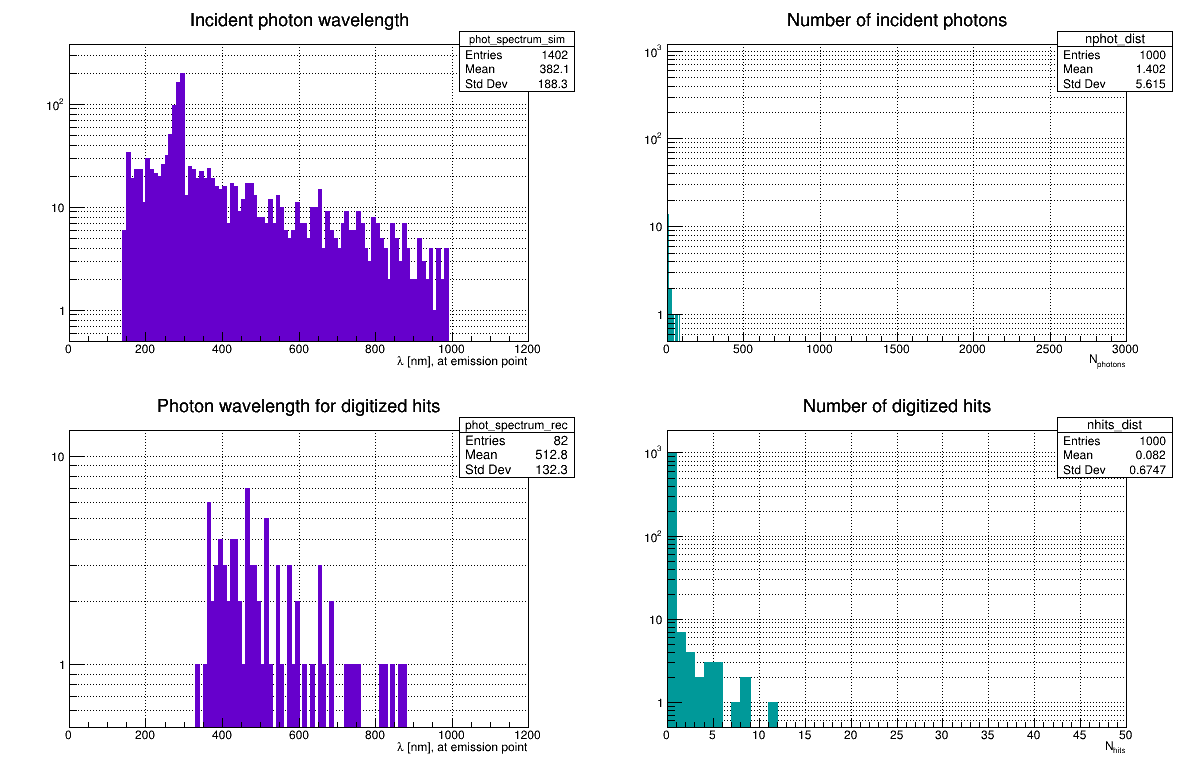 Incident photon wavelength
phot_spectrum_sim
Entries 1402
Mean 382.1
Std Dev 188.3
10²
10
1
0 200 400 600 800 1000 1200
λ [nm], at emission point
Number of incident photons
nphot_dist
Entries 1000
Mean 1.402
Std Dev 5.615
10³
10²
10
1
0 500 1000 1500 2000 2500 3000
Nphotons
Photon wavelength for digitized hits
phot_spectrum_rec
Entries 82
Mean 512.8
Std Dev 132.3
10
1
0 200 400 600 800 1000 1200
λ [nm], at emission point
Number of digitized hits
nhits_dist
Entries 1000
Mean 0.082
Std Dev 0.6747
10³
10²
10
1
0 5 10 15 20 25 30 35 40 45 50
Nhits